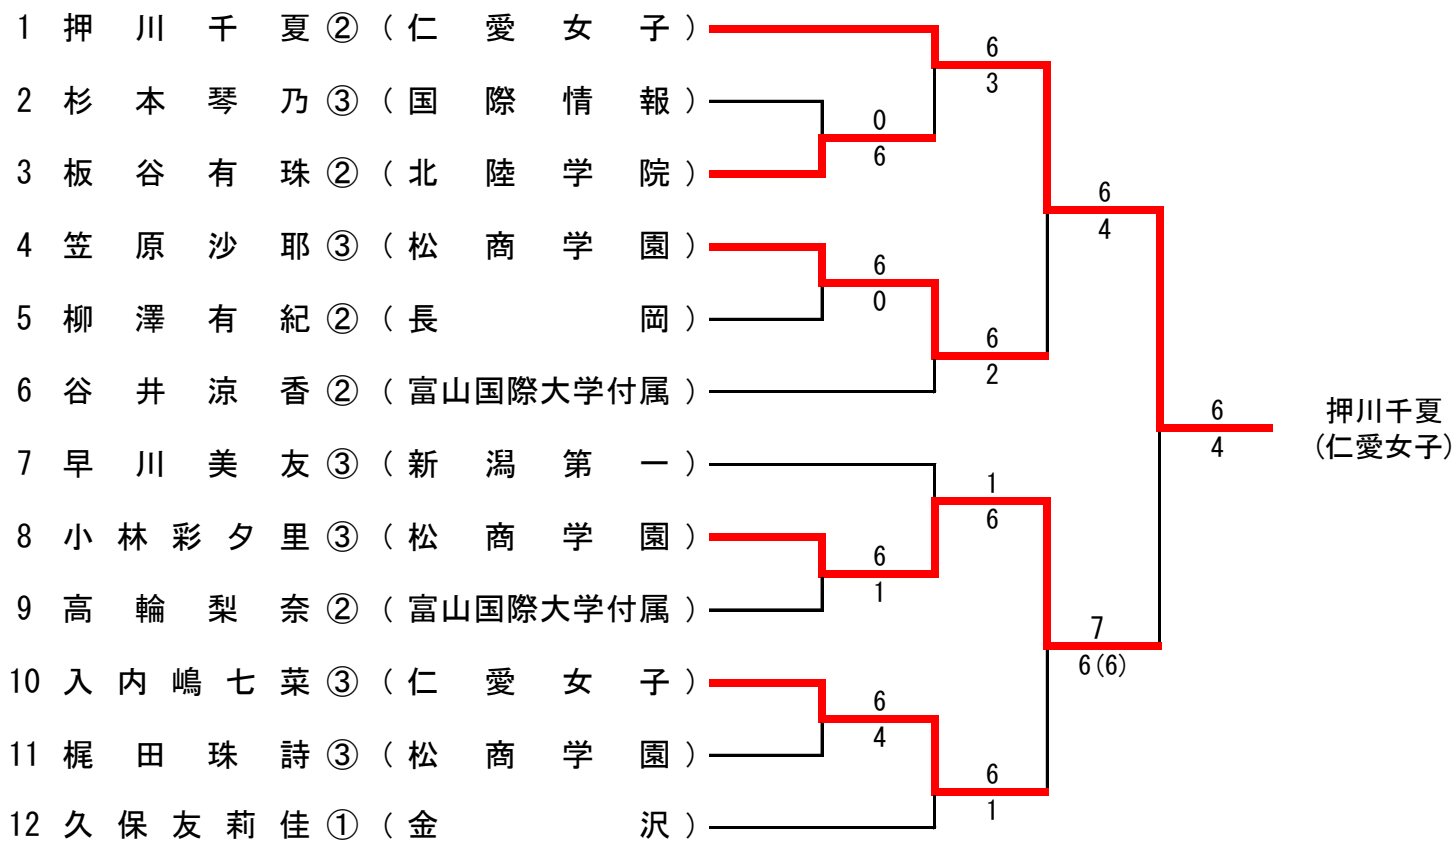 1 押川千夏② (仁愛女子)
6
3
2 杉本琴乃③ (国際情報)
0
6
3 板谷有珠② (北陸学院)
6
4
4 笠原沙耶③ (松商学園)
6
0
5 柳澤有紀② (長岡)
6
2
6 谷井涼香② (富山国際大学付属)
6
4
押川千夏
(仁愛女子)
7 早川美友③ (新潟第一)
1
6
8 小林彩夕里③ (松商学園)
6
1
9 高輪梨奈② (富山国際大学付属)
7
6(6)
10 入内嶋七菜③ (仁愛女子)
6
4
11 梶田珠詩③ (松商学園)
6
1
12 久保友莉佳① (金沢)